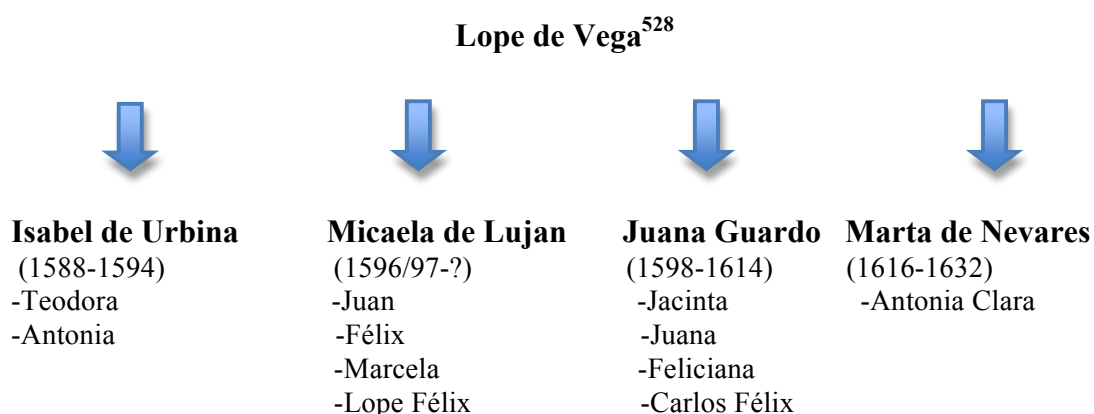 Lope de Vega528
Isabel de Urbina Micaela de Lujan Juana Guardo Marta de Nevares
(1588-1594) (1596/97-?) (1598-1614) (1616-1632)
-Teodora -Juan -Jacinta -Antonia Clara
-Antonia -Félix -Juana
-Marcela -Feliciana
-Lope Félix -Carlos Félix